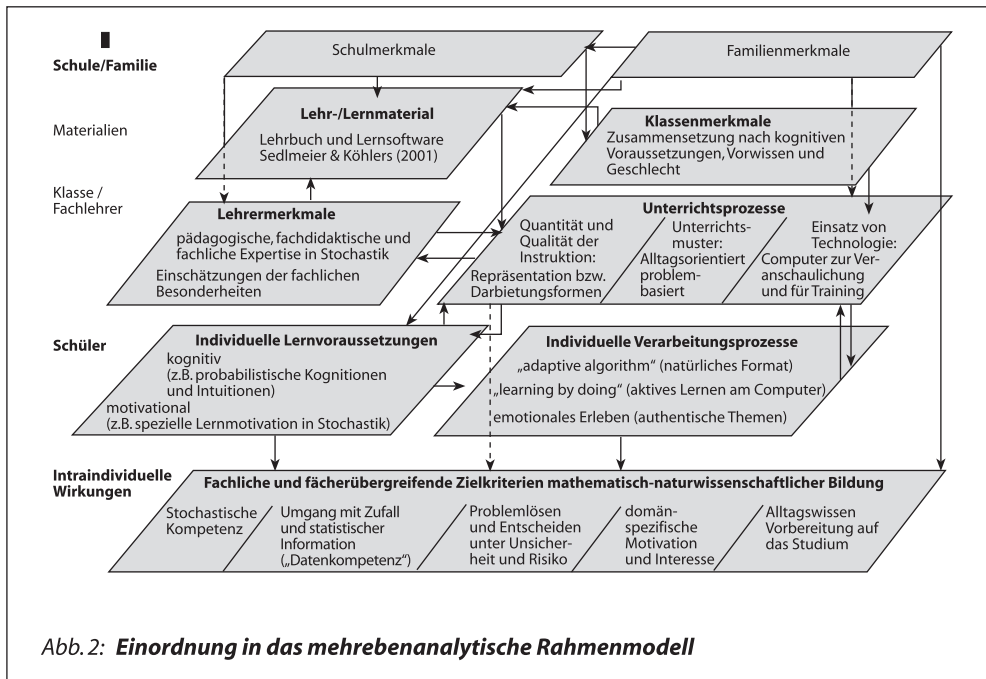 Schule/Familie
Schulmerkmale
Familienmerkmale
Materialien
Lehr-/Lernmaterial
Lehrbuch und Lernsoftware
Sedlmeier & Köhlers (2001)
Klassenmerkmale
Zusammensetzung nach kognitiven
Voraussetzungen, Vorwissen und
Geschlecht
Klasse /
Fachlehrer
Lehrermerkmale
pädagogische, fachdidaktische und
fachliche Expertise in Stochastik
Einschätzungen der fachlichen
Besonderheiten
Unterrichtsprozesse
Quantität und
Qualität der
Instruktion:
Repräsentation bzw.
Darbietungsformen
Unterrichts-
muster:
Alltagsorientiert
problem-
basiert
Einsatz von
Technologie:
Computer zur Ver-
anschaulichung
und für Training
Schüler
Individuelle Lernvoraussetzungen
kognitiv
(z.B. probabilistische Kognitionen
und Intuitionen)
motivational
(z.B. spezielle Lernmotivation in Stochastik)
Individuelle Verarbeitungsprozesse
„adaptive algorithm“ (natürliches Format)
„learning by doing“ (aktives Lernen am Computer)
emotionales Erleben (authentische Themen)
Intraindividuelle
Wirkungen
Fachliche und fächerübergreifende Zielkriterien mathematisch-naturwissenschaftlicher Bildung
Stochastische
Kompetenz
Umgang mit Zufall
und statistischer
Information
(„Datenkompetenz“)
Problemlösen
und Entscheiden
unter Unsicher-
heit und Risiko
domän-
spezifische
Motivation
und Interesse
Alltagswissen
Vorbereitung auf
das Studium
Abb. 2: Einordnung in das mehrebenanalytische Rahmenmodell